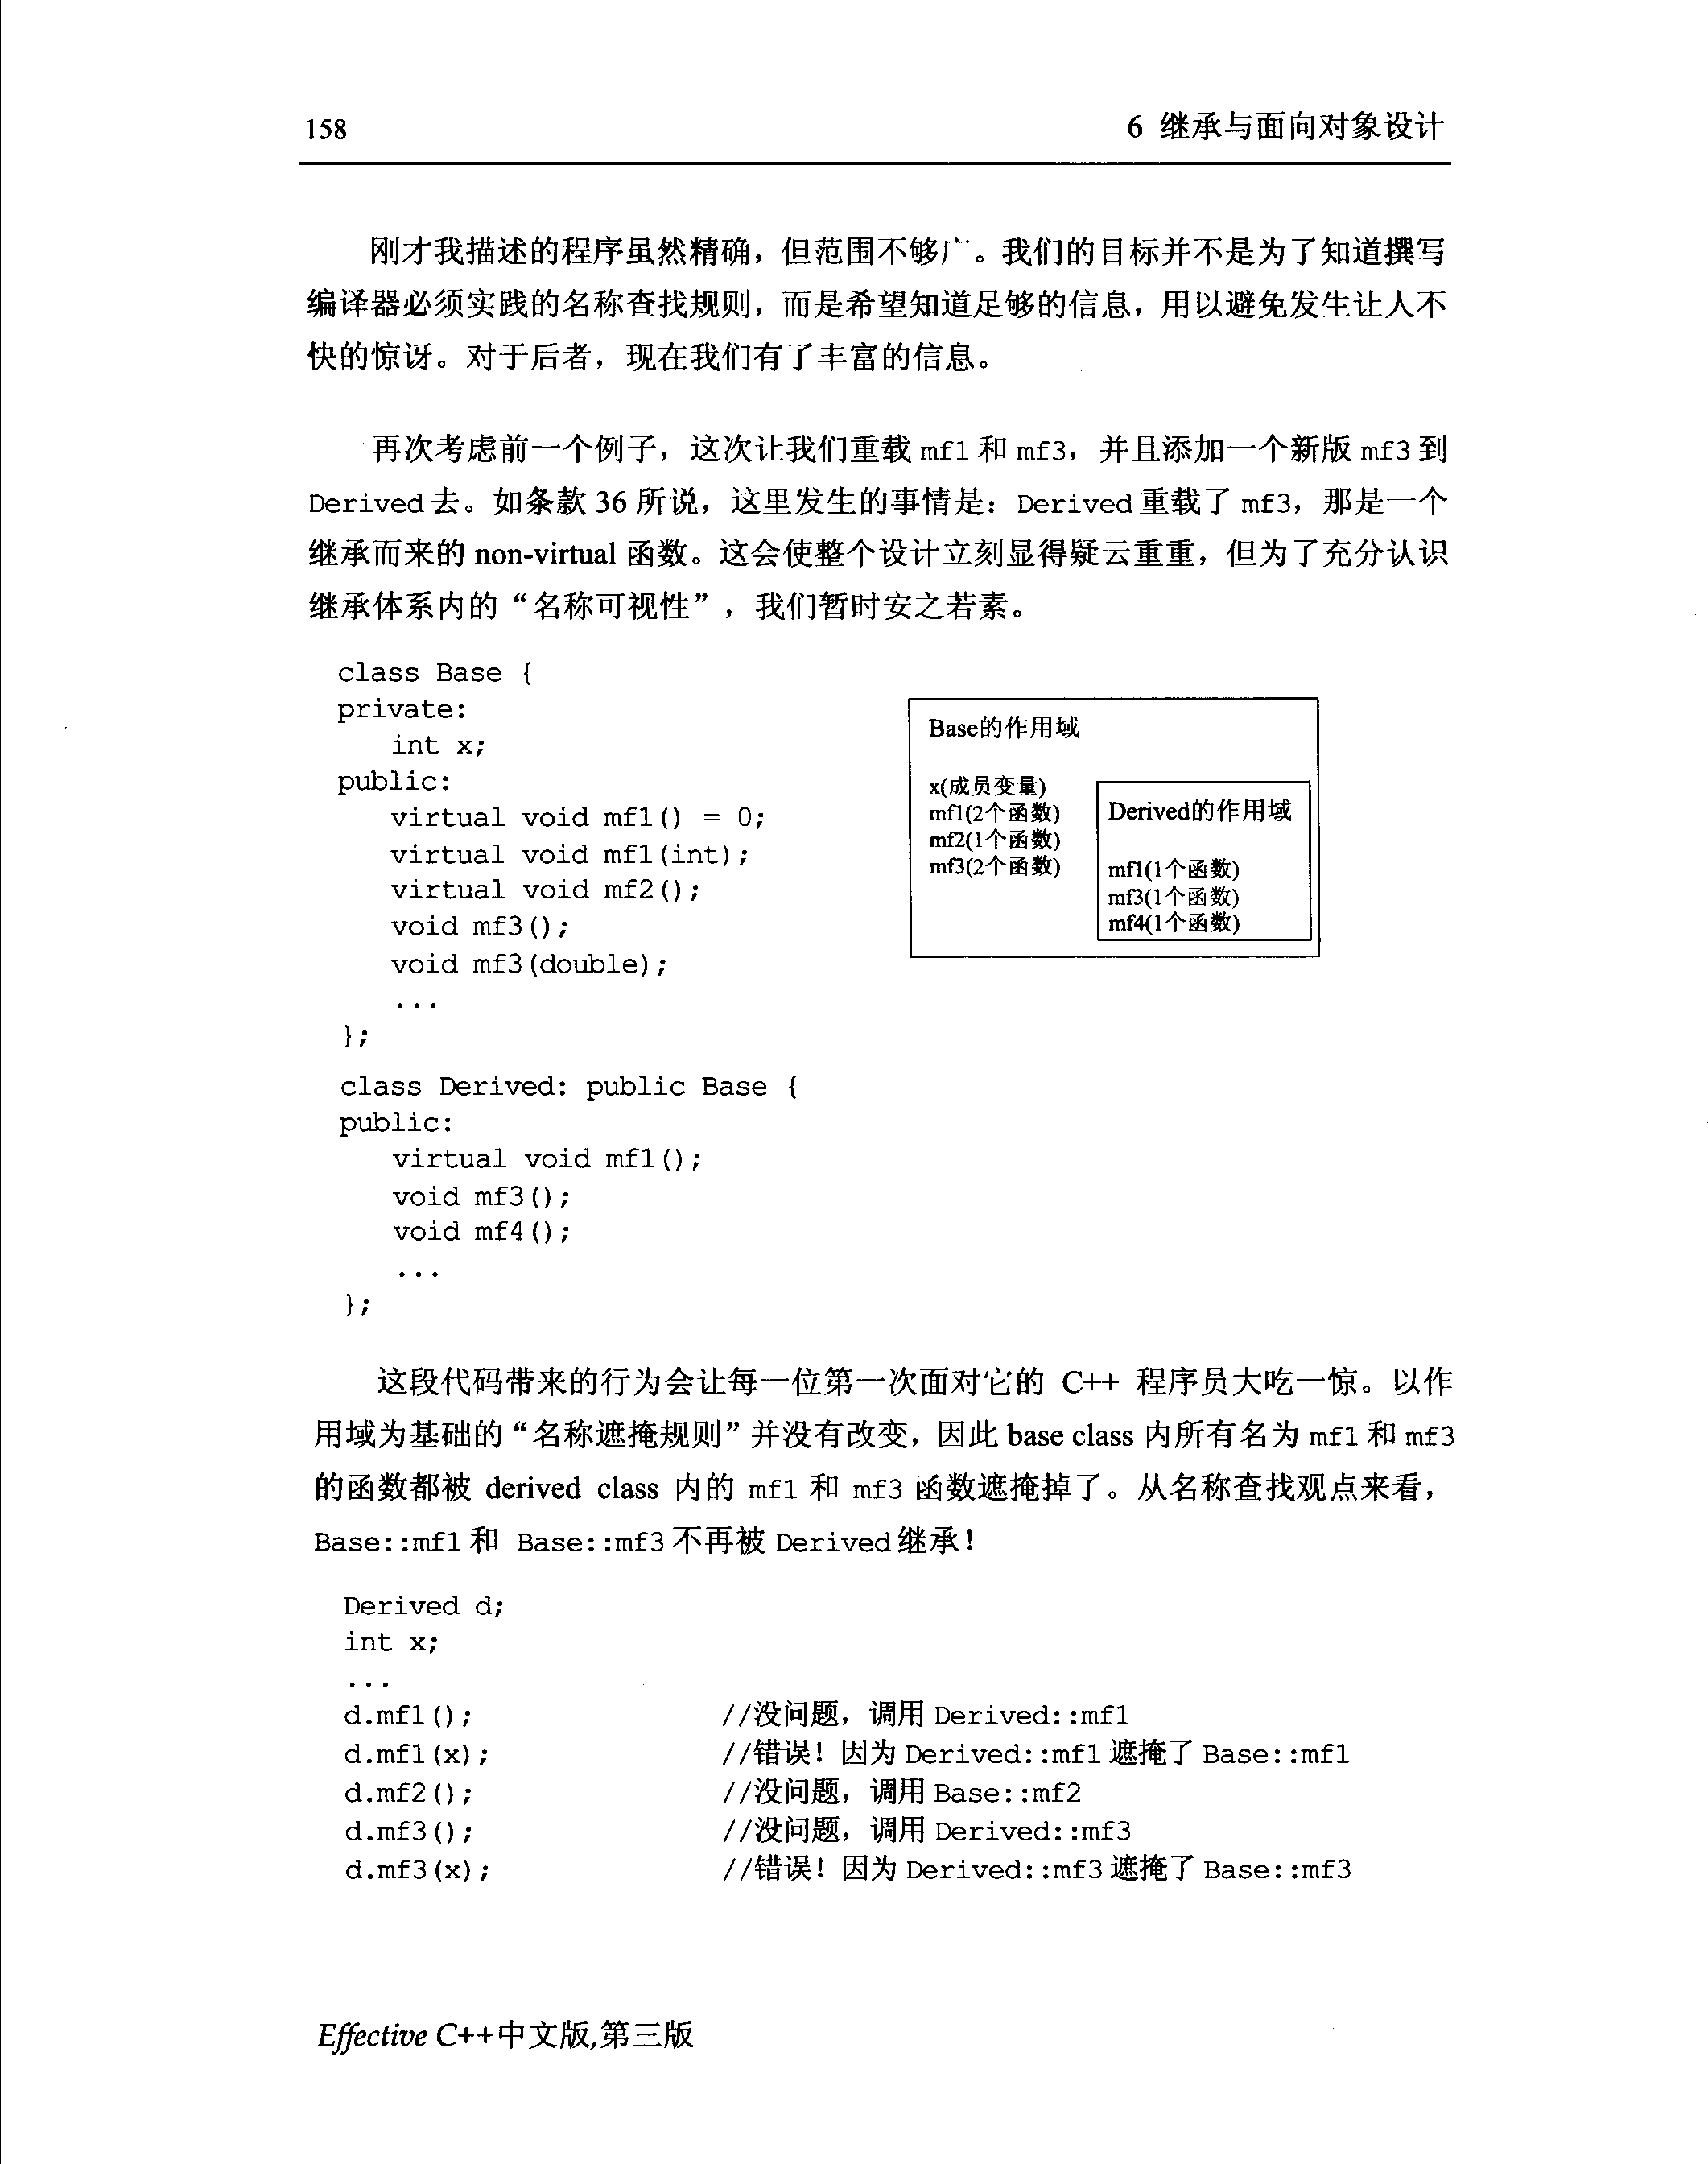 158
6 继承与面向对象设计
刚才我描述的程序虽然精确，但范围不够广。我们的目标并不是为了知道撰写
编译器必须实践的名称查找规则，而是希望知道足够的信息，用以避免发生让人不
快的惊讶。对于后者，现在我们有了丰富的信息。
再次考虑前一个例子，这次让我们重载 mf1 和 mf3，并且添加一个新版 mf3 到
Derived 去。如条款 36 所说，这里发生的事情是：Derived 重载了 mf3，那是一个
继承而来的 non-virtual 函数。这会使整个设计立刻显得疑云重重，但为了充分认识
继承体系内的“名称可视性”，我们暂时安之若素。
class Base {
private:
int x;
public:
virtual void mf1() = 0;
virtual void mf1(int);
virtual void mf2();
void mf3();
void mf3(double);
...
};
Base的作用域
x(成员变量)
mf1(2个函数)
mf2(1个函数)
mf3(2个函数)
Derived的作用域
mf1(1个函数)
mf3(1个函数)
mf4(1个函数)
class Derived: public Base {
public:
virtual void mf1();
void mf3();
void mf4();
...
};
这段代码带来的行为会让每一位第一次面对它的 C++ 程序员大吃一惊。以作
用域为基础的“名称遮掩规则”并没有改变，因此 base class 内所有名为 mf1 和 mf3
的函数都被 derived class 内的 mf1 和 mf3 函数遮掩掉了。从名称查找观点来看，
Base::mf1 和 Base::mf3 不再被 Derived 继承！
Derived d;
int x;
...
d.mf1(); //没问题，调用 Derived::mf1
d.mf1(x); //错误！因为 Derived::mf1 遮掩了 Base::mf1
d.mf2(); //没问题，调用 Base::mf2
d.mf3(); //没问题，调用 Derived::mf3
d.mf3(x); //错误！因为 Derived::mf3 遮掩了 Base::mf3
Effective C++中文版,第三版